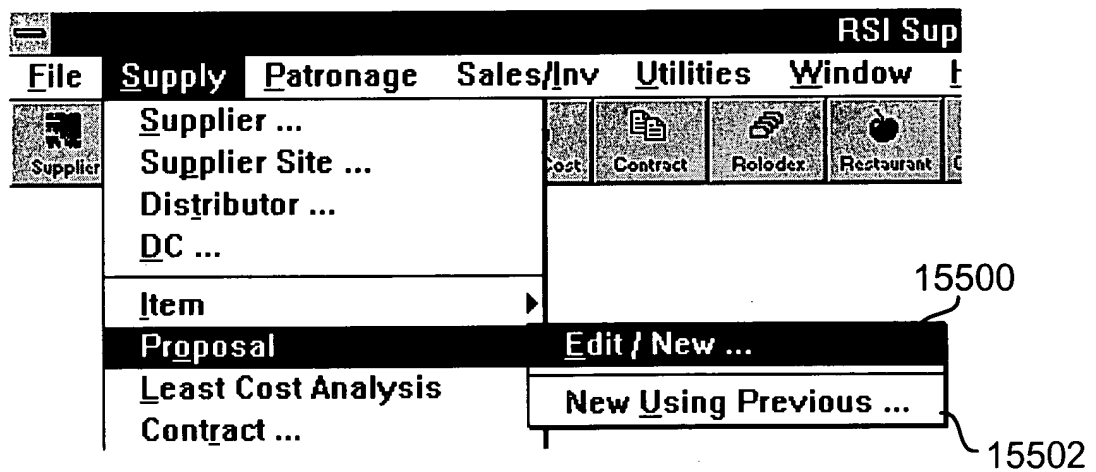 RSI Sup
File Supply Patronage Sales/Inv Utilities Window
Supplier Cost Contract Rolodex Restaurant
Supplier ...
Supplier Site ...
Distributor ...
DC ...
15500
Item
Proposal Edit / New ...
Least Cost Analysis
New Using Previous ...
Contract ...
15502